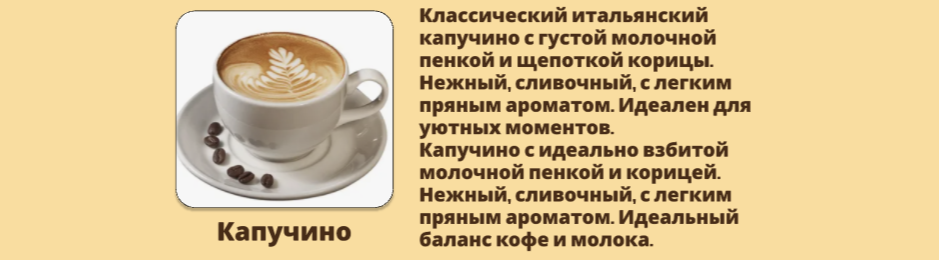 Классический итальянский
капучино с густой молочной
пенкой и щепоткой корицы.
Нежный, сливочный, с легким
пряным ароматом. Идеален для
уютных моментов.
Капучино с идеально взбитой
молочной пенкой и корицей.
Нежный, сливочный, с легким
пряным ароматом. Идеальный
баланс кофе и молока.
Капучино